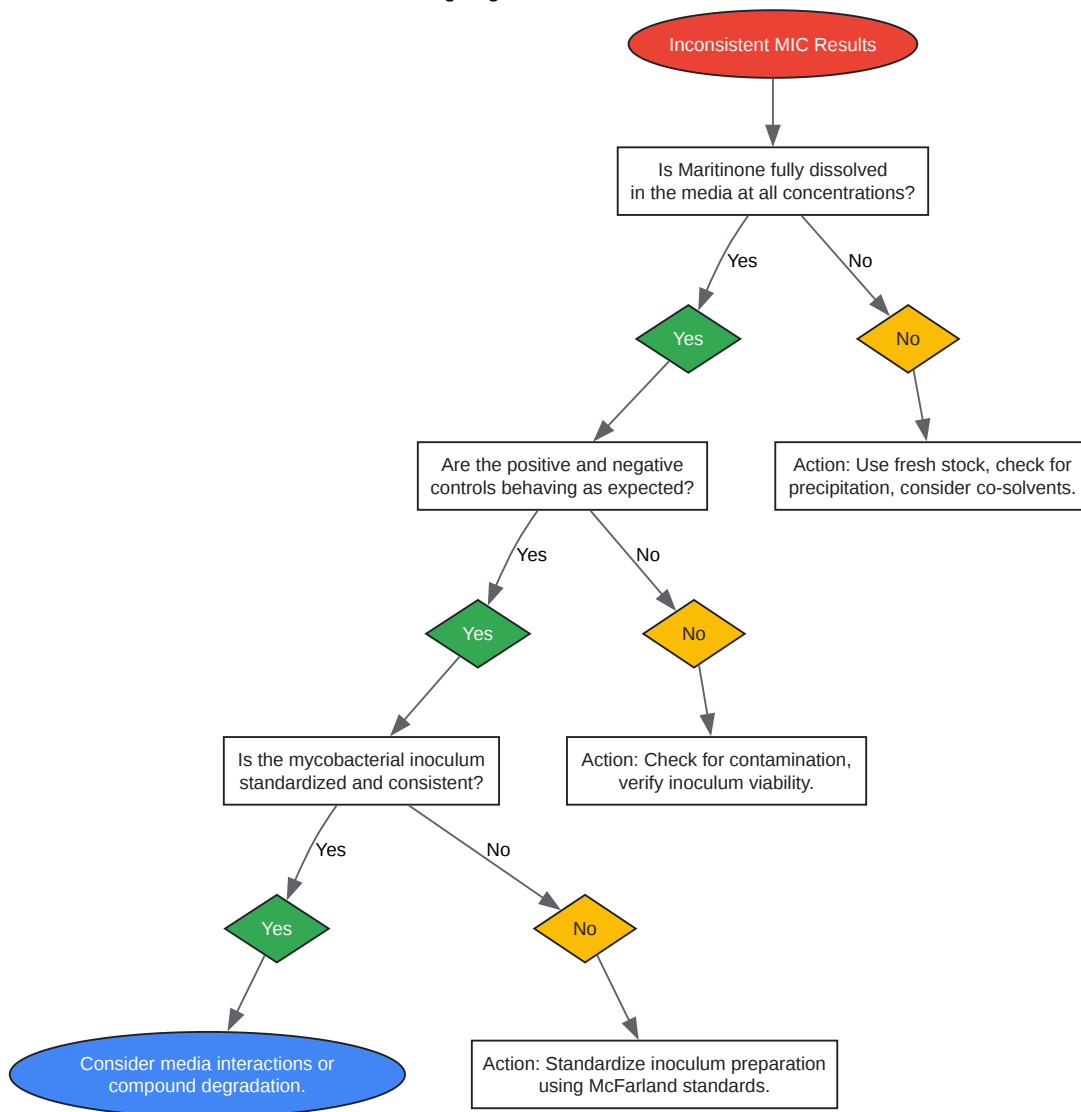 Inconsistent MIC Results
Is Maritinone fully dissolved
in the media at all concentrations?
Yes
No
Yes
No
Are the positive and negative
controls behaving as expected?
Action: Use fresh stock, check for
precipitation, consider co-solvents.
Yes
No
Yes
No
Is the mycobacterial inoculum
standardized and consistent?
Action: Check for contamination,
verify inoculum viability.
Yes
No
Yes
No
Consider media interactions or
compound degradation.
Action: Standardize inoculum preparation
using McFarland standards.